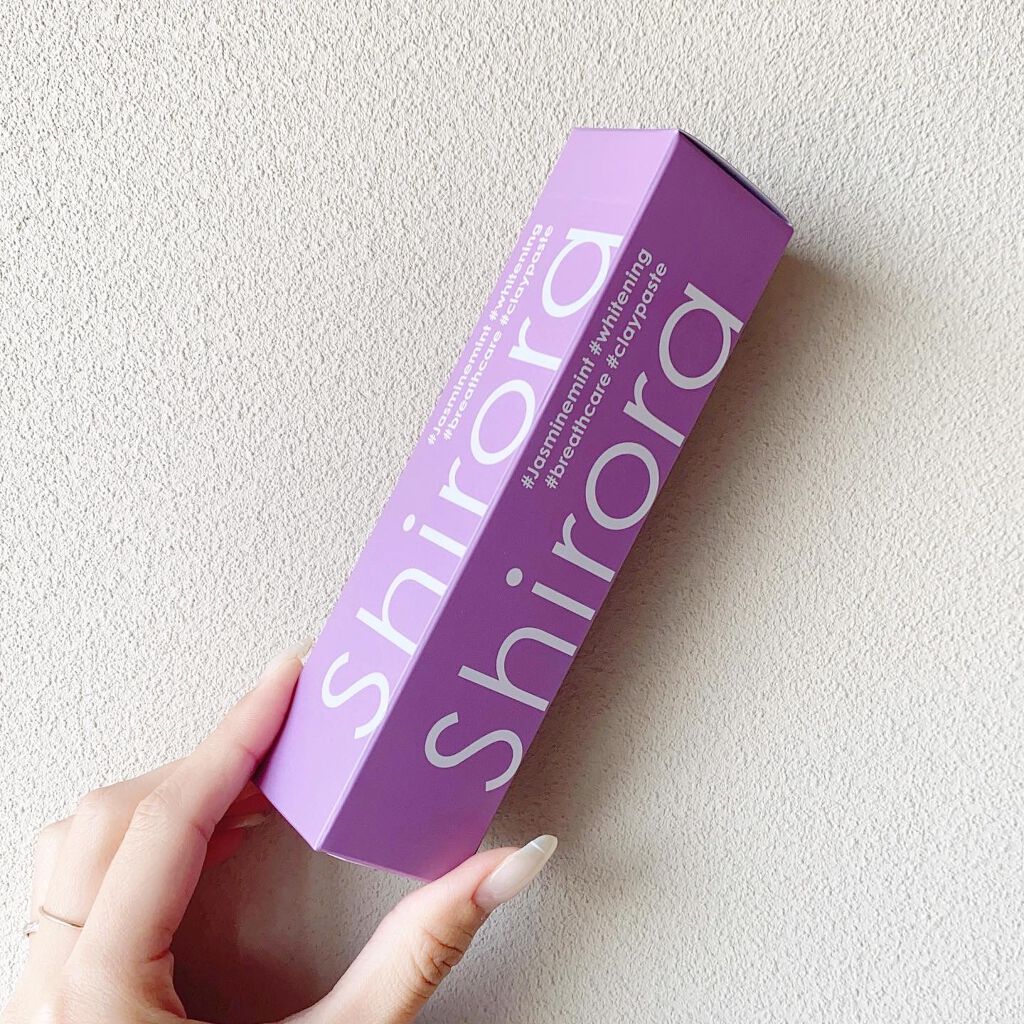 #Jasminemint #whitening
#breathcare #claypaste
Shirora
#Jasminemint #whitening
#breathcare #claypaste
Shirora